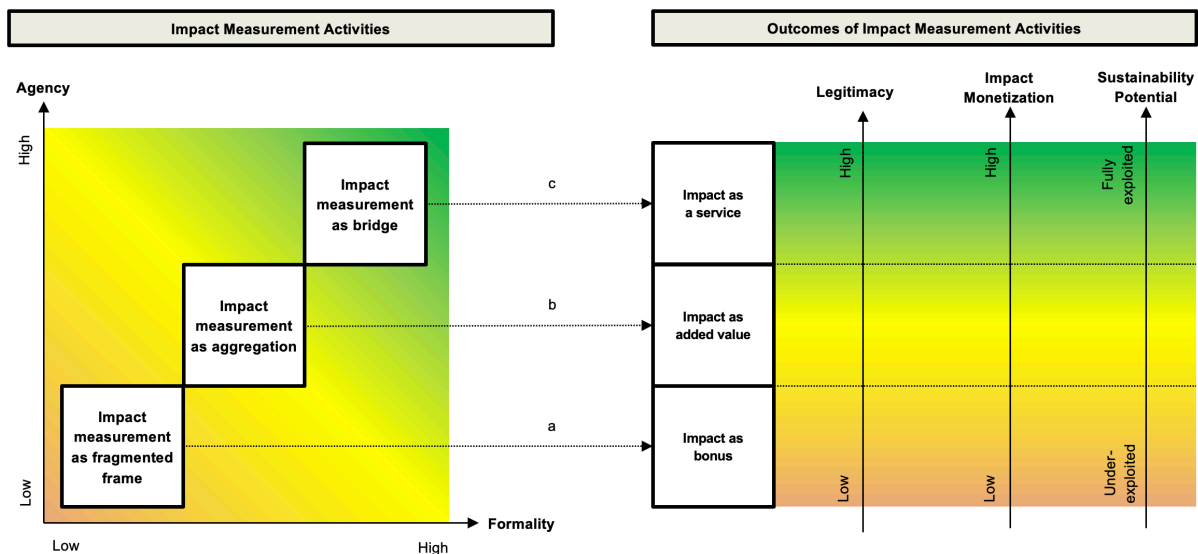 Impact Measurement Activities
Outcomes of Impact Measurement Activities
Agency
High
Low
Impact
measurement
as bridge
Impact
measurement
as aggregation
Impact
measurement
as fragmented
frame
Formality
Low
High
c
b
a
Impact as
a service
Impact as
added value
Impact as
bonus
Legitimacy
High
Low
Impact
Monetization
High
Low
Sustainability
Potential
Fully
exploited
Under-
exploited